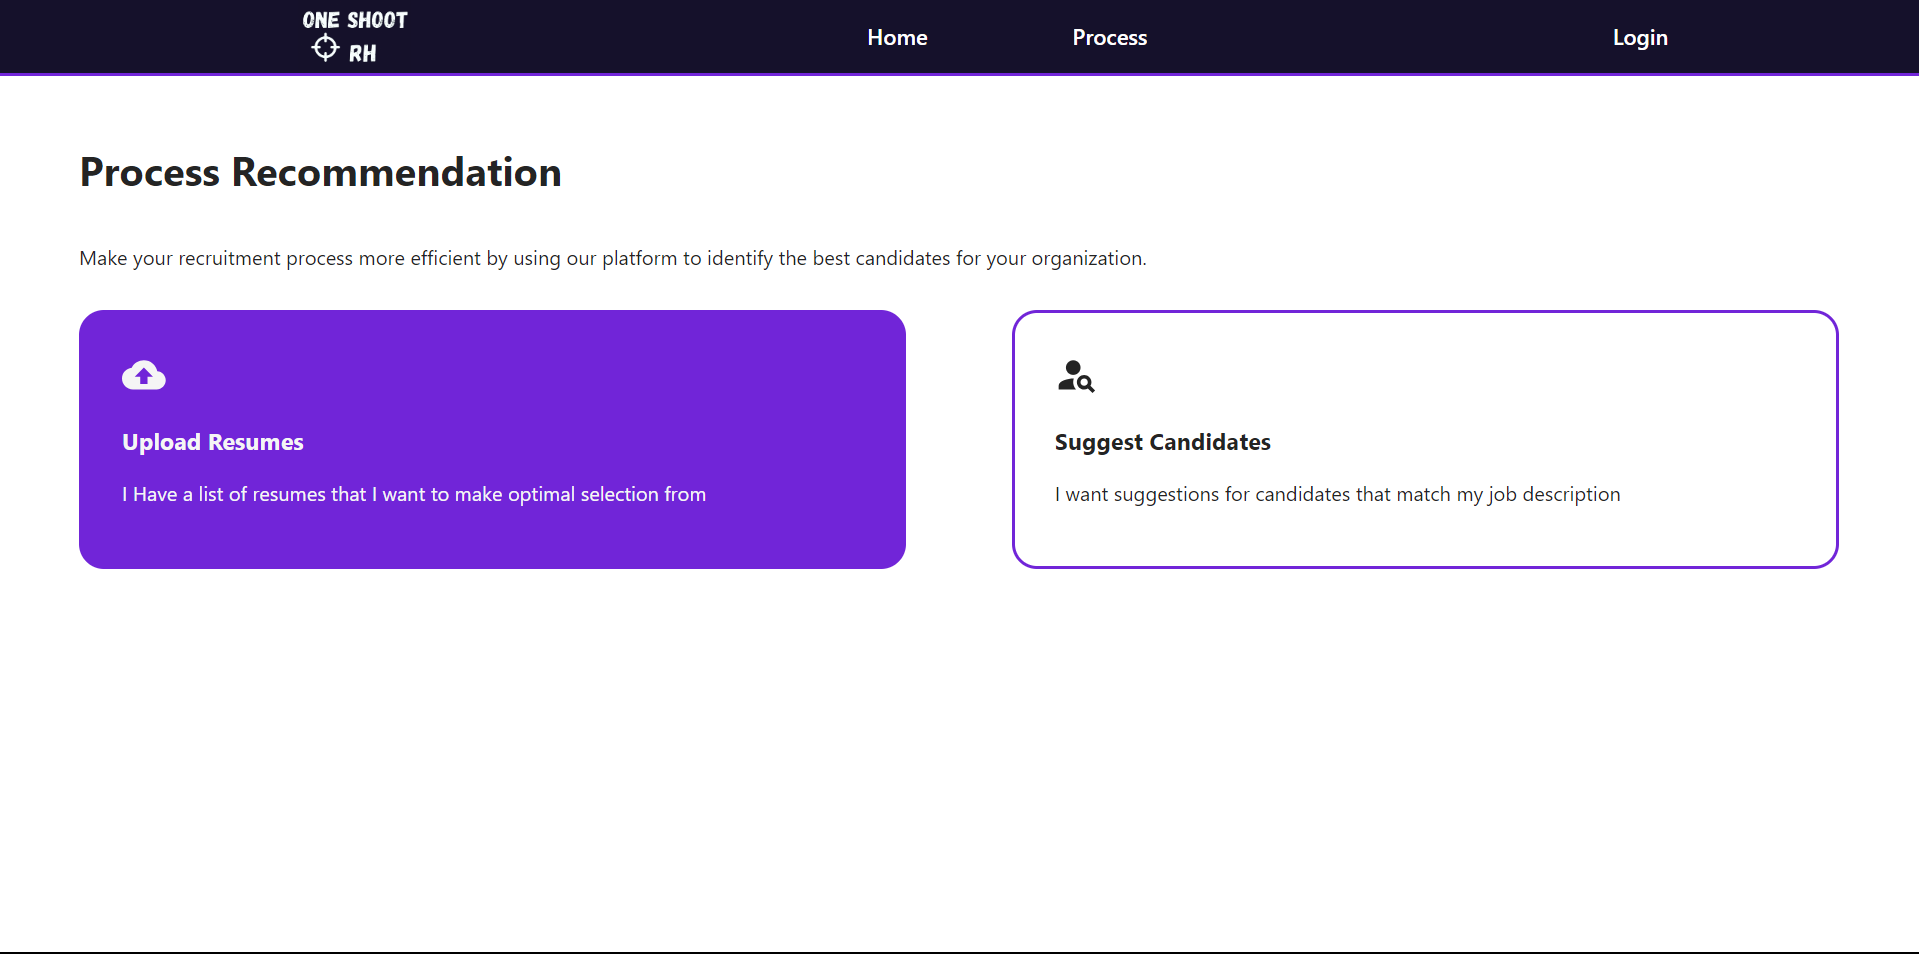 ONE SHOOT
RH
Home
Process
Login
Process Recommendation
Make your recruitment process more efficient by using our platform to identify the best candidates for your organization.
Upload Resumes
I Have a list of resumes that I want to make optimal selection from
Suggest Candidates
I want suggestions for candidates that match my job description